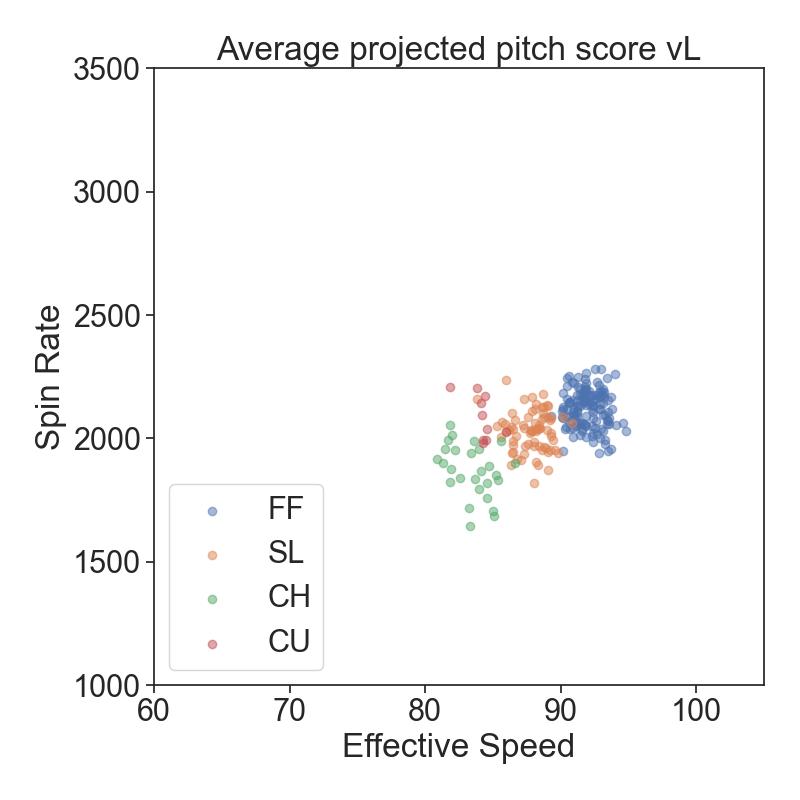 Average projected pitch score vL
3500
3000
2500
2000
1500
1000
Spin Rate
FF
SL
CH
CU
60 70 80 90 100
Effective Speed